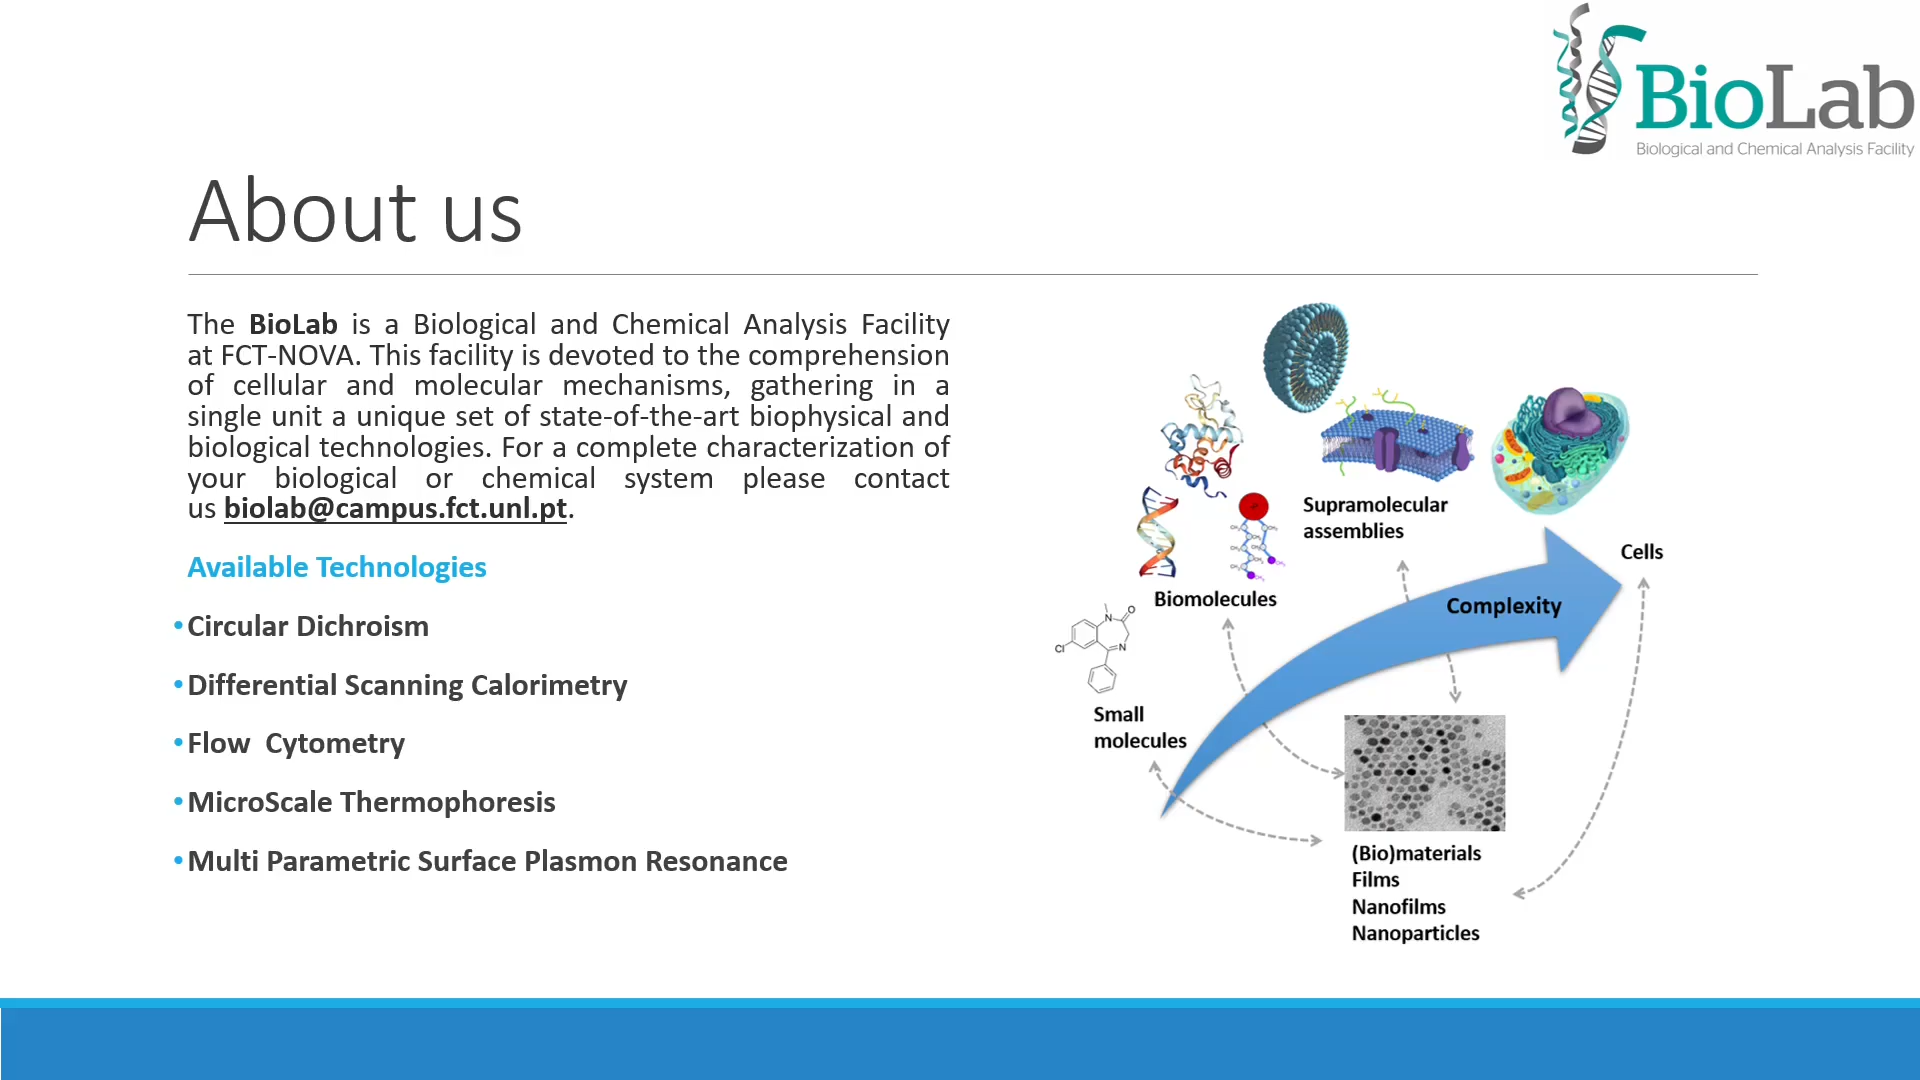 BioLab
Biological and Chemical Analysis Facility
About us
The BioLab is a Biological and Chemical Analysis Facility
at FCT-NOVA. This facility is devoted to the comprehension
of cellular and molecular mechanisms, gathering in a
single unit a unique set of state-of-the-art biophysical and
biological technologies. For a complete characterization of
your biological or chemical system please contact
us biolab@campus.fct.unl.pt.
Available Technologies
•Circular Dichroism
•Differential Scanning Calorimetry
•Flow Cytometry
•MicroScale Thermophoresis
•Multi Parametric Surface Plasmon Resonance
Supramolecular
assemblies
Cells
Biomolecules
Complexity
N
O
Cl
N
Small
molecules
(Bio)materials
Films
Nanofilms
Nanoparticles